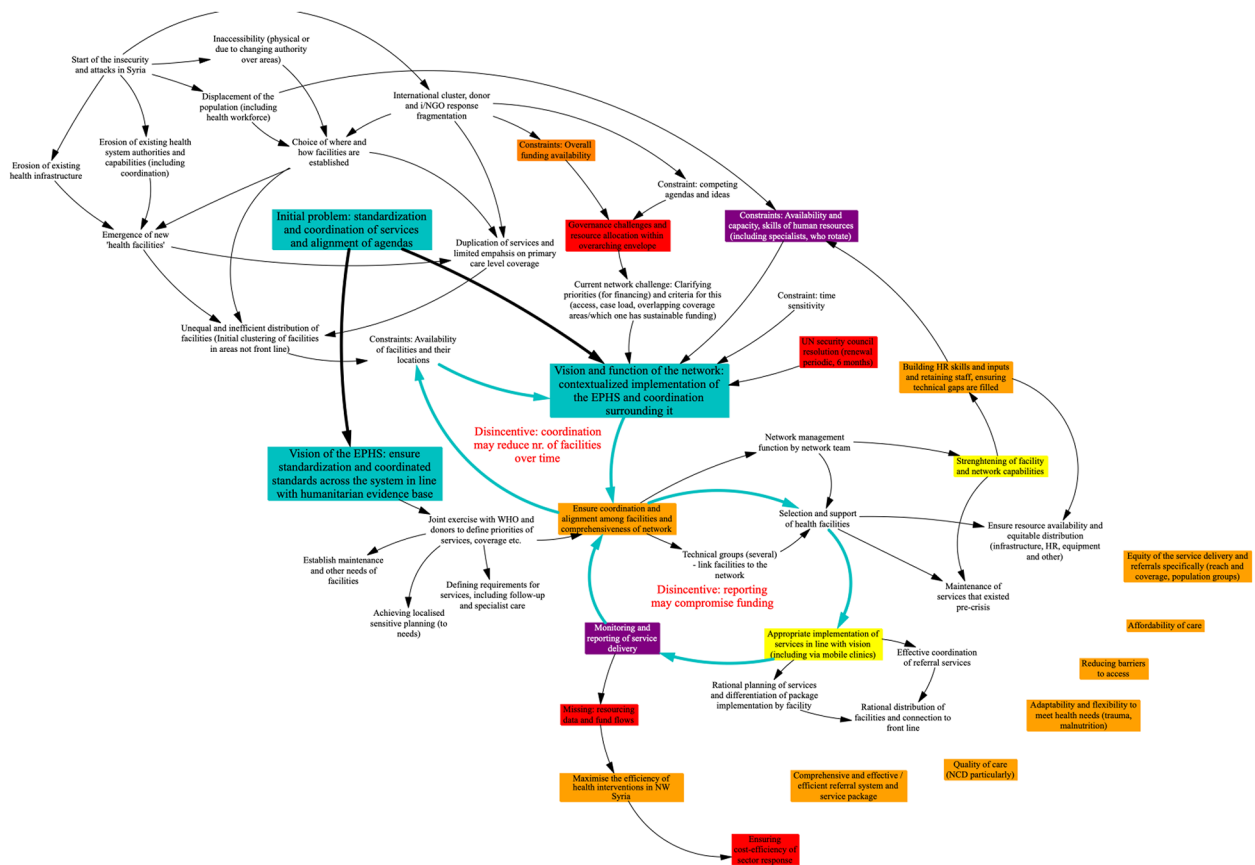 Start of the insecurity
and attacks in Syria
Inaccessibility (physical or
due to changing authority
over areas)
Displacement of the
population (including
health workforce)
International cluster, donor
and i/NGO response
fragmentation
Erosion of existing
health infrastructure
Erosion of existing health
system authorities and
capabilities (including
coordination)
Choice of where and
how facilities are
established
Constraints: Overall
funding availability
Constraint: competing
agendas and ideas
Emergence of new
'health facilities'
Initial problem: standardization
and coordination of services
and alignment of agendas
Duplication of services and
limited empahsis on primary
care level coverage
Governance challenges and
resource allocation within
overarching envelope
Constraints: Availability and
capacity, skills of human resources
(including specialists, who rotate)
Current network challenge: Clarifying
priorities (for financing) and criteria for this
(access, case load, overlapping coverage
areas/which one has sustainable funding)
Constraint: time
sensitivity
Unequal and inefficient distribution of
facilities (Initial clustering of facilities
in areas not front line)
Constraints: Availability
of facilities and their
locations
UN security council
resolution (renewal
periodic, 6 months)
Vision and function of the network:
contextualized implementation of
the EPHS and coordination
surrounding it
Building HR skills and inputs
and retaining staff, ensuring
technical gaps are filled
Disincentive: coordination
may reduce nr. of facilities
over time
Vision of the EPHS: ensure
standardization and coordinated
standards across the system in line
with humanitarian evidence base
Network management
function by network team
Strenghtening of facility
and network capabilities
Joint exercise with WHO and
donors to define priorities of
services, coverage etc.
Ensure coordination and
alignment among facilities and
comprehensiveness of network
Selection and support
of health facilities
Ensure resource availability and
equitable distribution
(infrastructure, HR, equipment
and other)
Establish maintenance
and other needs of
facilities
Technical groups (several)
- link facilities to the
network
Equity of the service delivery and
referrals specifically (reach and
coverage, population groups)
Defining requirements for
services, including follow-up
and specialist care
Disincentive: reporting
may compromise funding
Maintenance of
services that existed
pre-crisis
Achieving localised
sensitive planning (to
needs)
Monitoring and
reporting of service
delivery
Appropriate implementation of
services in line with vision
(including via mobile clinics)
Affordability of care
Effective coordination
of referral services
Reducing barriers
to access
Rational planning of services
and differentiation of package
implementation by facility
Missing: resourcing
data and fund flows
Rational distribution of
facilities and connection to
front line
Adaptability and flexibility to
meet health needs (trauma,
malnutrition)
Quality of care
(NCD particularly)
Maximise the efficiency of
health interventions in NW
Syria
Comprehensive and effective /
efficient referral system and
service package
Ensuring
cost-efficiency of
sector response